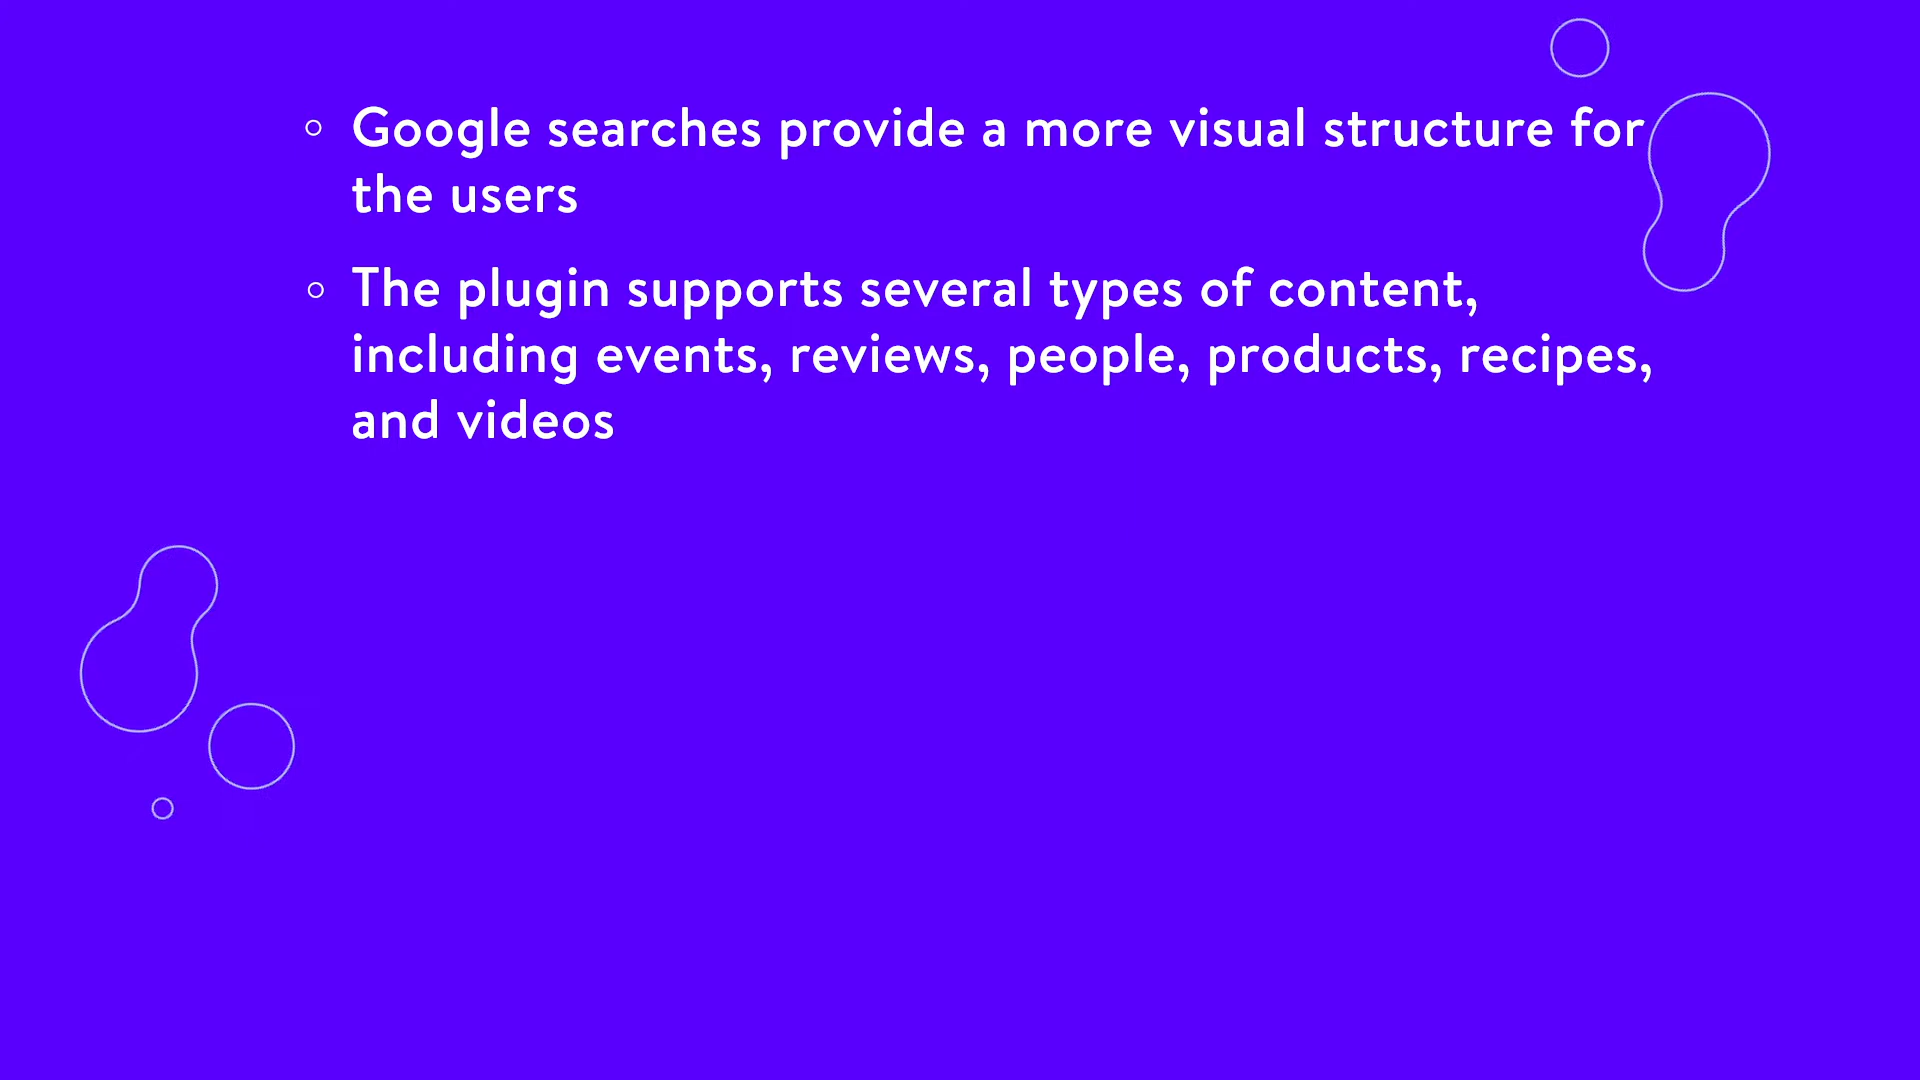 Google searches provide a more visual structure for
the users
The plugin supports several types of content,
including events, reviews, people, products, recipes,
and videos